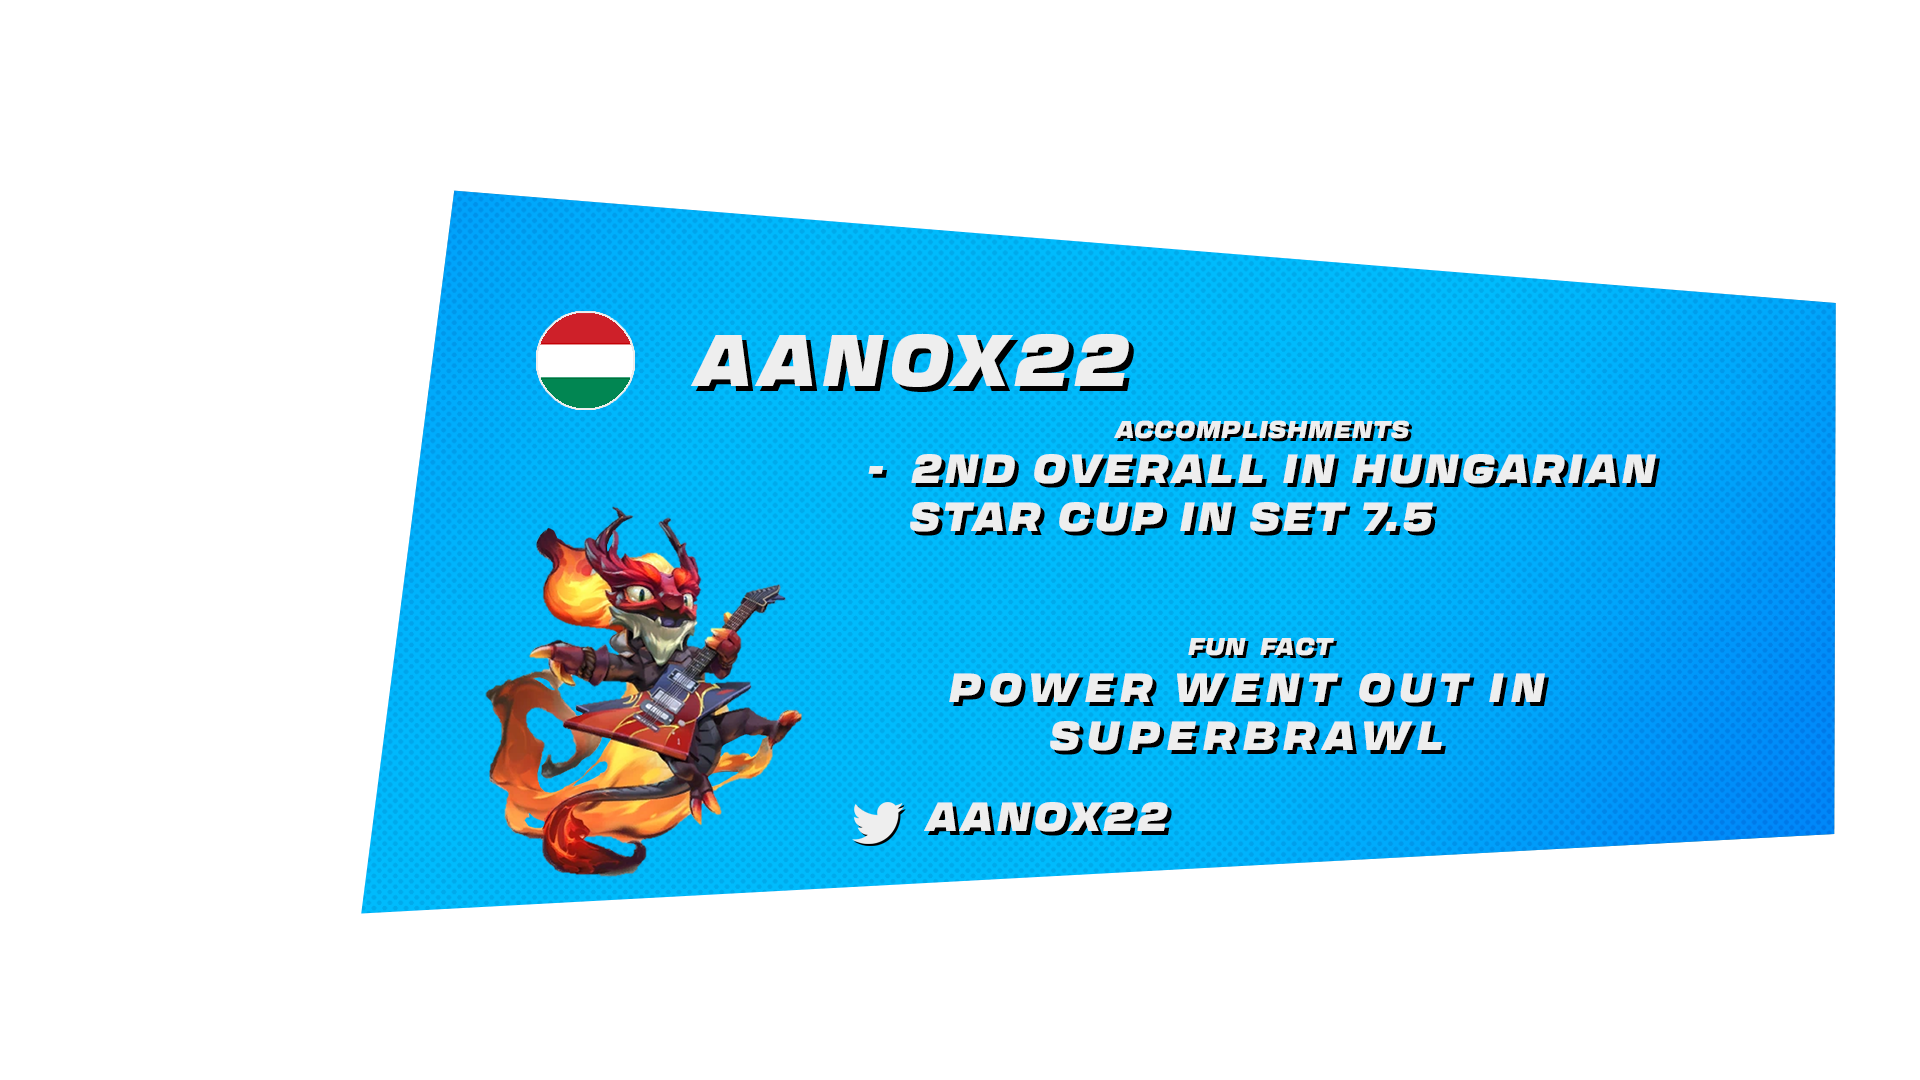 AANOX22
ACCOMPLISHMENTS
- 2ND OVERALL IN HUNGARIAN
STAR CUP IN SET 7.5
FUN FACT
POWER WENT OUT IN
SUPERBRAWL
AANOX22